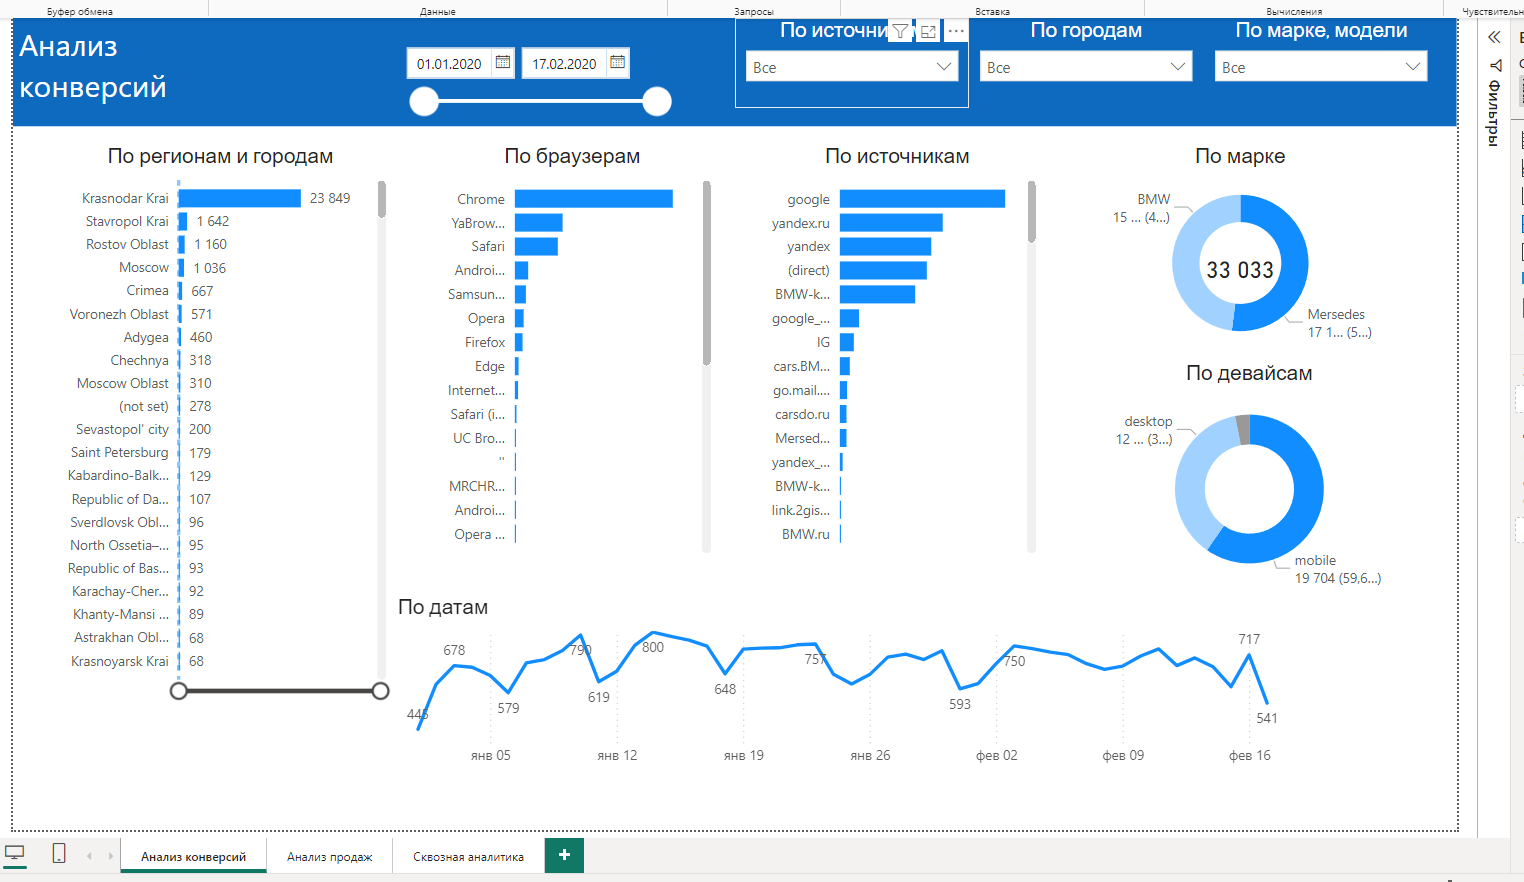 Буфер обмена
Данные
Запросы
Вставка
Вычисления
Анализ
конверсий
01.01.2020
17.02.2020
По источни
Все
По городам
Все
По марке, модели
Все
Фильтры
По регионам и городам
Krasnodar Krai 23 849
Stavropol Krai 1 642
Rostov Oblast 1 160
Moscow 1 036
Crimea 667
Voronezh Oblast 571
Adygea 460
Chechnya 318
Moscow Oblast 310
(not set) 278
Sevastopol' city 200
Saint Petersburg 179
Kabardino-Balk... 129
Republic of Da... 107
Sverdlovsk Obl... 96
North Ossetia–... 95
Republic of Bas... 93
Karachay-Cher... 92
Khanty-Mansi ... 89
Astrakhan Obl... 68
Krasnoyarsk Krai 68
По браузерам
Chrome
YaBrow...
Safari
Androi...
Samsun...
Opera
Firefox
Edge
Internet...
Safari (i...
UC Bro...
''
MRCHR...
Androi...
Opera ...
По источникам
google
yandex.ru
yandex
(direct)
BMW-k...
google_...
IG
cars.BM...
go.mail....
carsdo.ru
Mersed...
yandex_...
BMW-k...
link.2gis...
BMW.ru
По марке
BMW
15 ... (4...)
33 033
Mersedes
17 1... (5...)
По девайсам
desktop
12 ... (3...)
mobile
19 704 (59,6...)
По датам
445
678
579
790
619
800
648
757
593
750
717
541
янв 05
янв 12
янв 19
янв 26
фев 02
фев 09
фев 16
Анализ конверсий
Анализ продаж
Сквозная аналитика
+